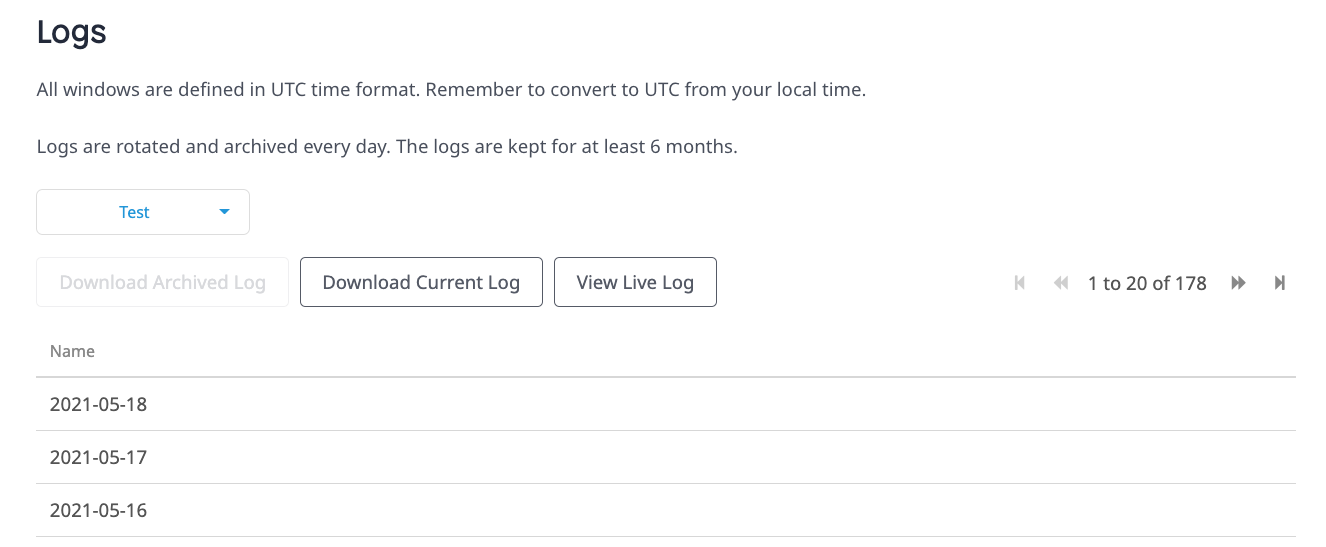 Logs
All windows are defined in UTC time format. Remember to convert to UTC from your local time.
Logs are rotated and archived every day. The logs are kept for at least 6 months.
Test
Download Archived Log Download Current Log View Live Log 1 to 20 of 178
Name
2021-05-18
2021-05-17
2021-05-16